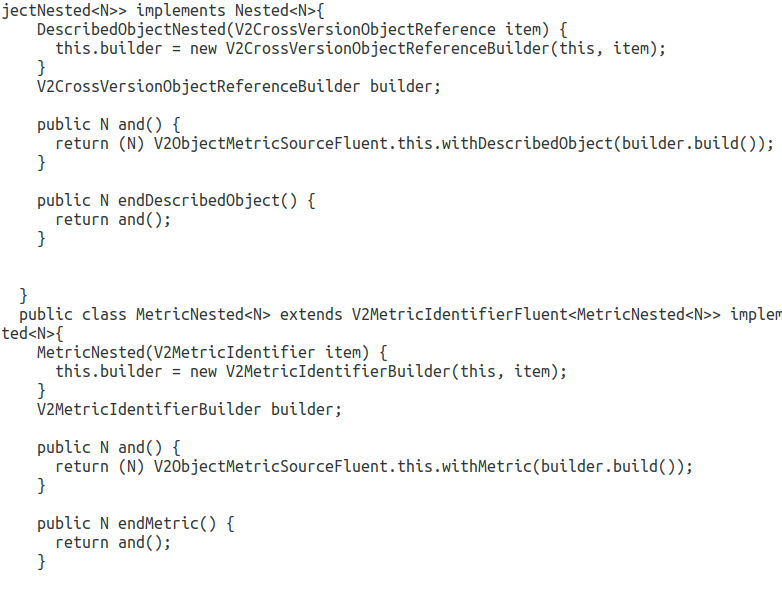 jectNested<N>> implements Nested<N>{
    DescribedObjectNested(V2CrossVersionObjectReference item) {
      this.builder = new V2CrossVersionObjectReferenceBuilder(this, item);
    }
    V2CrossVersionObjectReferenceBuilder builder;

    public N and() {
      return (N) V2ObjectMetricSourceFluent.this.withDescribedObject(builder.build());
    }

    public N endDescribedObject() {
      return and();
    }


  }
  public class MetricNested<N> extends V2MetricIdentifierFluent<MetricNested<N>> implem
ted<N>{
    MetricNested(V2MetricIdentifier item) {
      this.builder = new V2MetricIdentifierBuilder(this, item);
    }
    V2MetricIdentifierBuilder builder;

    public N and() {
      return (N) V2ObjectMetricSourceFluent.this.withMetric(builder.build());
    }

    public N endMetric() {
      return and();
    }